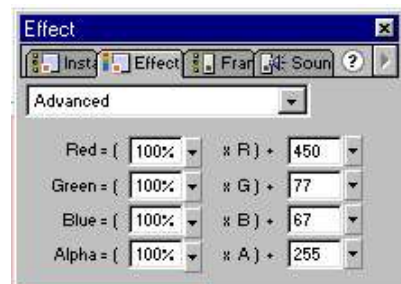 Effect
Insta Effect Fran Soun ?
Advanced
Red = ( 100% x R ) + 450
Green = ( 100% x G ) + 77
Blue = ( 100% x B ) + 67
Alpha = ( 100% x A ) + 255